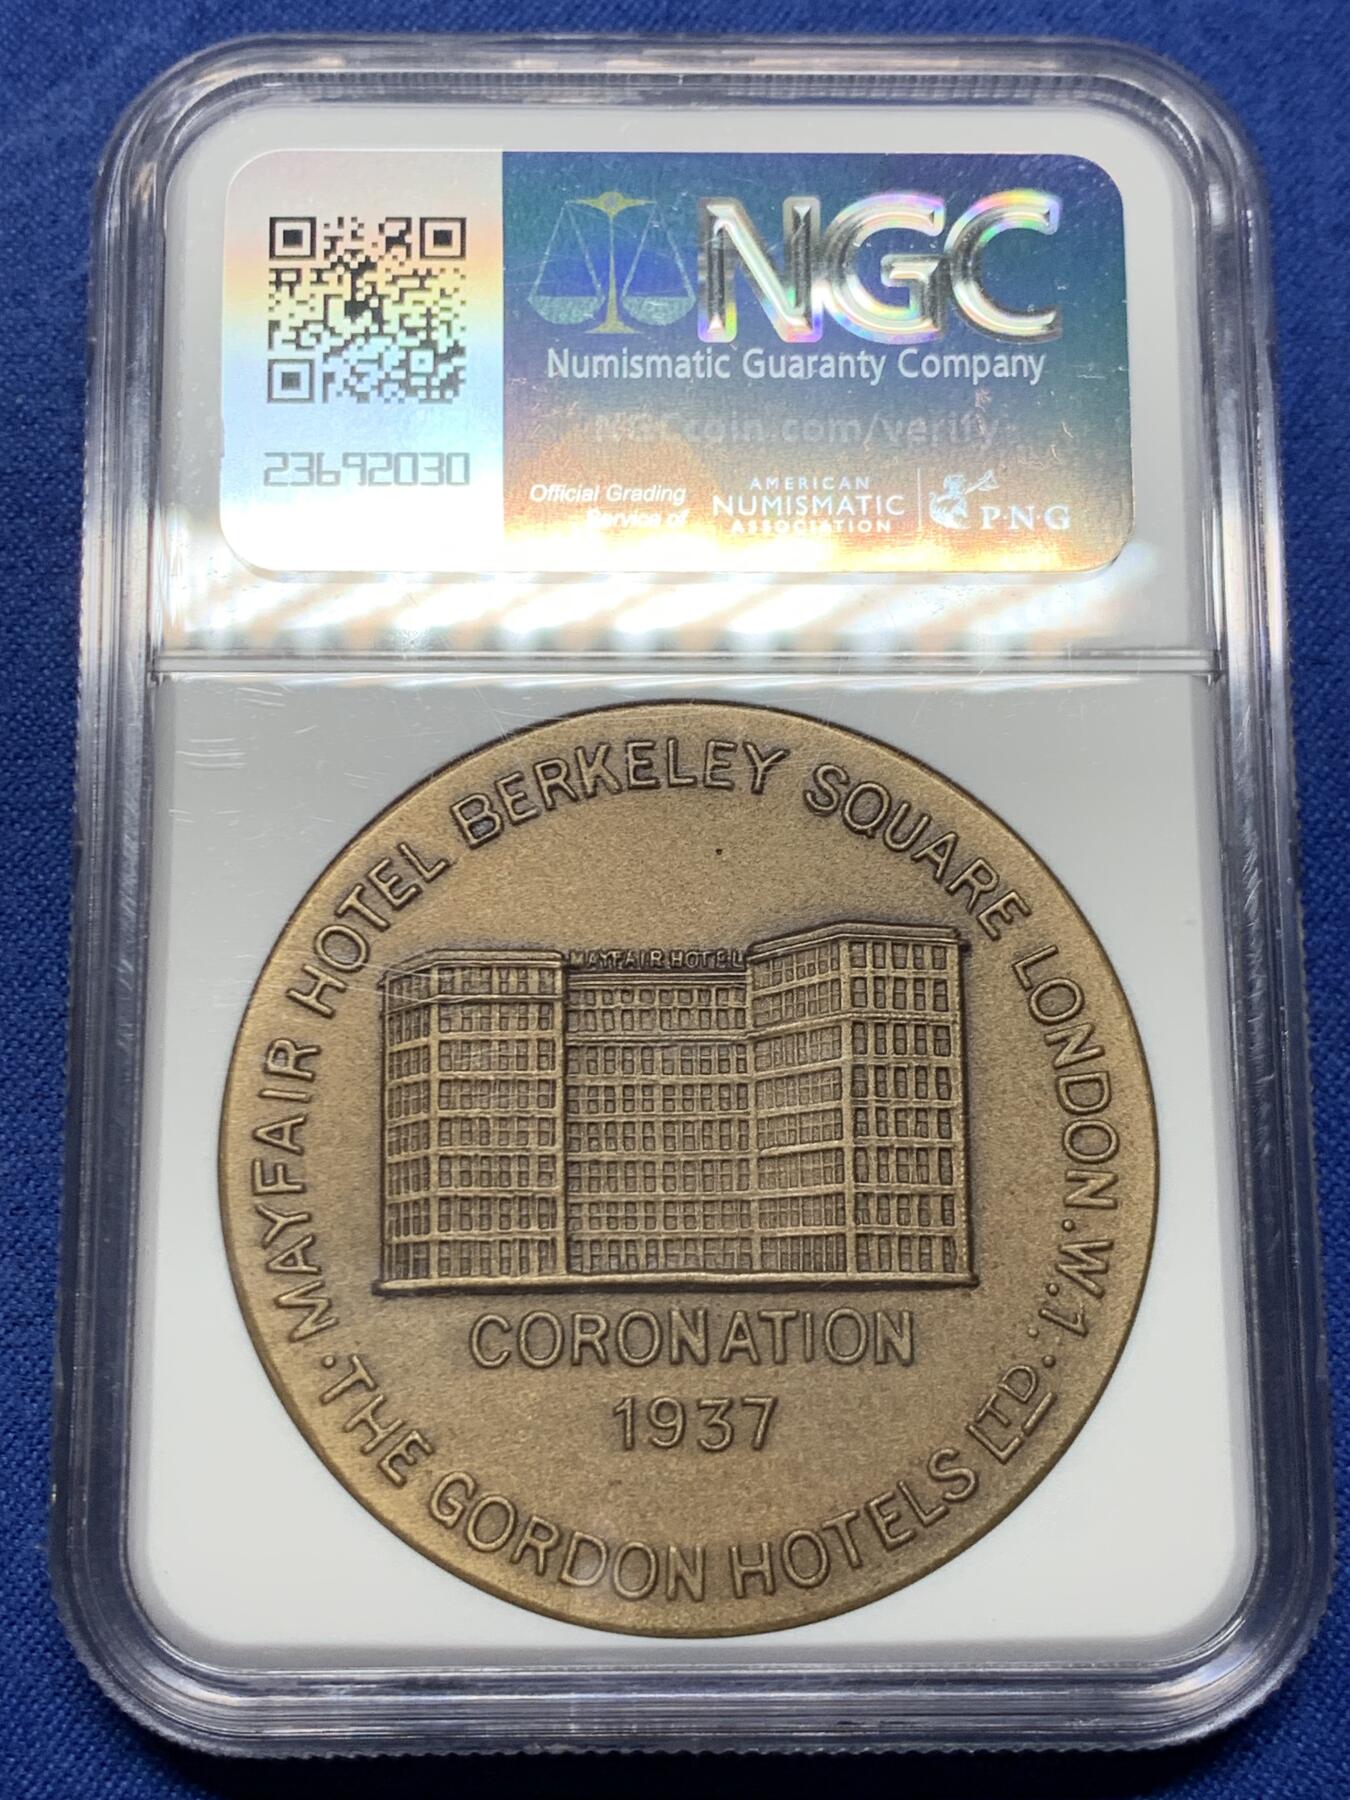 NGC
Numismatic Guaranty Company
NGCcoin.com/verify
23692030
Official Grading
Service of
AMERICAN
NUMISMATIC
ASSOCIATION
P·N·G
MAYFAIR HOTEL BERKELEY SQUARE LONDON.W.1.
MAYFAIR HOTEL
CORONATION
1937
THE GORDON HOTELS LTD.